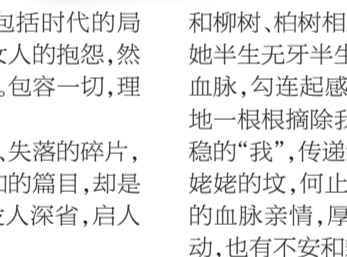 包括时代的局
女人的抱怨,然
。包容一切,理
、失落的碎片,
的篇目,却是
发人深省,启人
和柳树、柏树相
她半生无牙半生
血脉,勾连起感
地一根根摘除我
稳的“我”,传递
姥姥的坟,何止
的血脉亲情,厚
动,也有不安和